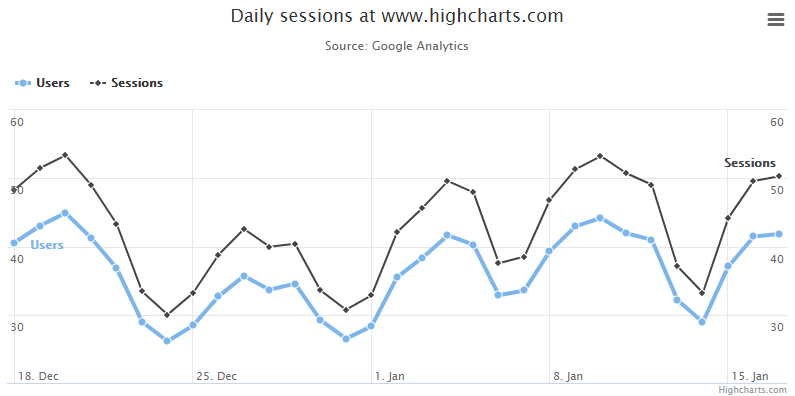 Daily sessions at www.highcharts.com
Source: Google Analytics
Users Sessions
60 60
Sessions
50 50
Users
40 40
30 30
18. Dec 25. Dec 1. Jan 8. Jan 15. Jan
Highcharts.com